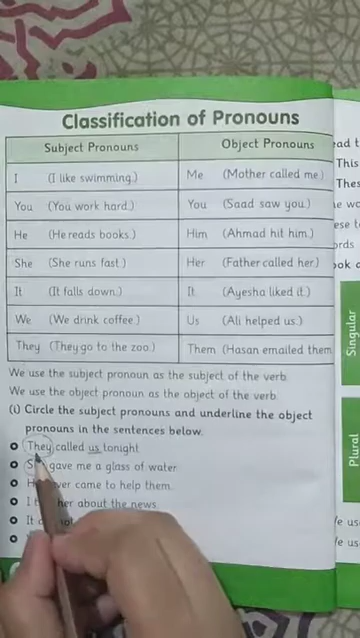 Classification of Pronouns
Subject Pronouns Object Pronouns
I (I like swimming.) Me (Mother called me.)
You (You work hard.) You (Saad saw you.)
He (He reads books.) Him (Ahmad hit him.)
She (She runs fast.) Her (Father called her.)
It (It falls down.) It (Ayesha liked it.)
We (We drink coffee.) Us (Ali helped us.)
They (They go to the zoo.) Them (Hasan emailed them
We use the subject pronoun as the subject of the verb.
We use the object pronoun as the object of the verb.
(i) Circle the subject pronouns and underline the object
pronouns in the sentences below.
They called us tonight
gave me a glass of water
came to help them.
I her about the news.
It
This
Singular
Plural